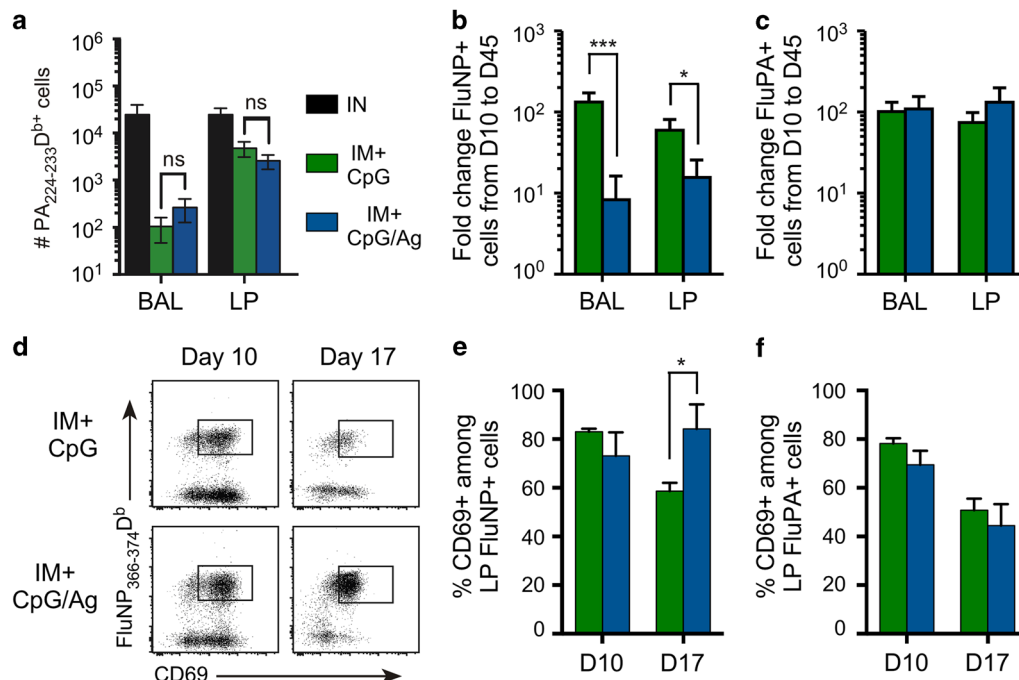 a
# PA224-233Db+ cells
10^6
10^5
10^4
10^3
10^2
10^1
ns
ns
BAL
LP
IN
IM+
CpG
IM+
CpG/Ag
b
Fold change FluNP+
cells from D10 to D45
10^3
10^2
10^1
10^0
***
*
BAL
LP
c
Fold change FluPA+
cells from D10 to D45
10^3
10^2
10^1
10^0
BAL
LP
d
Day 10
Day 17
IM+
CpG
IM+
CpG/Ag
FluNP366-374Db
CD69
e
% CD69+ among
LP FluNP+ cells
100
80
60
40
60
20
0
*
D10
D17
f
% CD69+ among
LP FluPA+ cells
100
80
60
40
60
20
0
D10
D17